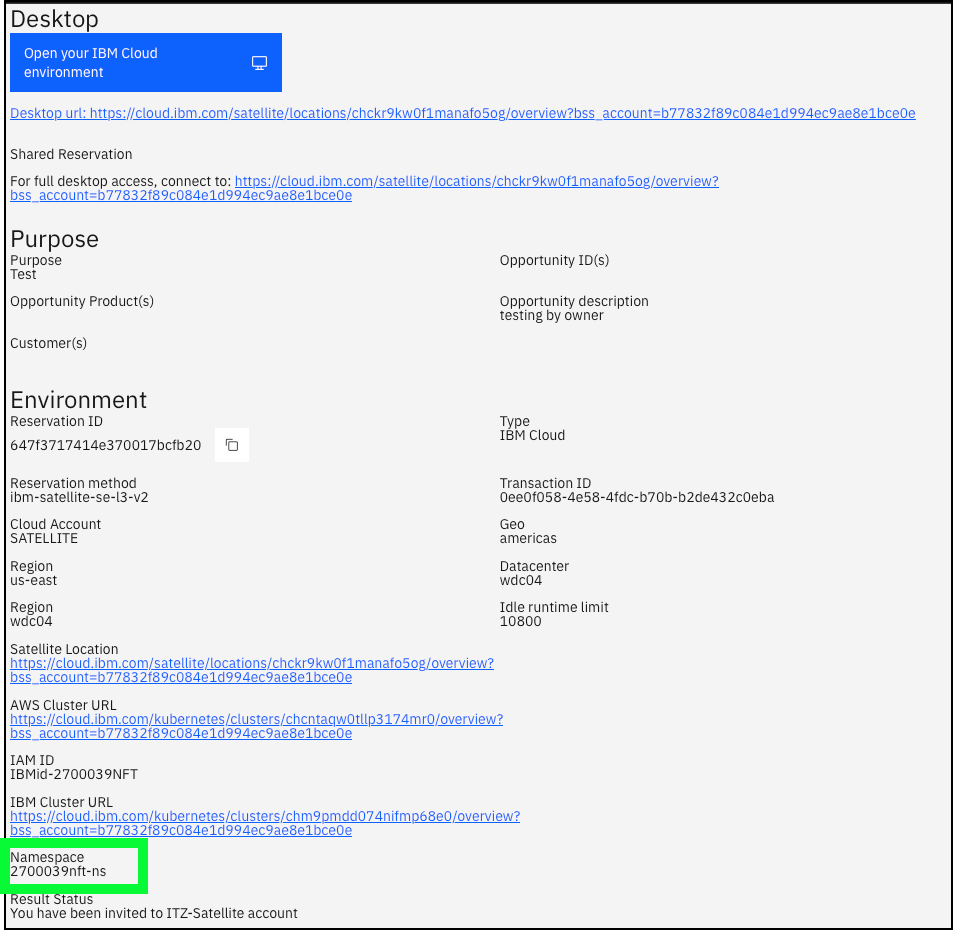 Desktop
Open your IBM Cloud
environment
Desktop url: https://cloud.ibm.com/satellite/locations/chckr9kw0f1manafo5og/overview?bss_account=b77832f89c084e1d994ec9ae8e1bce0e
Shared Reservation
For full desktop access, connect to: https://cloud.ibm.com/satellite/locations/chckr9kw0f1manafo5og/overview?
bss_account=b77832f89c084e1d994ec9ae8e1bce0e
Purpose
Purpose
Test
Opportunity ID(s)
Opportunity Product(s)
Opportunity description
testing by owner
Customer(s)
Environment
Reservation ID
647f3717414e370017bcfb20
Type
IBM Cloud
Reservation method
ibm-satellite-se-l3-v2
Transaction ID
0ee0f058-4e58-4fdc-b70b-b2de432c0eba
Cloud Account
SATELLITE
Geo
americas
Region
us-east
Datacenter
wdc04
Region
wdc04
Idle runtime limit
10800
Satellite Location
https://cloud.ibm.com/satellite/locations/chckr9kw0f1manafo5og/overview?
bss_account=b77832f89c084e1d994ec9ae8e1bce0e
AWS Cluster URL
https://cloud.ibm.com/kubernetes/clusters/chcntaqw0tllp3174mr0/overview?
bss_account=b77832f89c084e1d994ec9ae8e1bce0e
IAM ID
IBMid-2700039NFT
IBM Cluster URL
https://cloud.ibm.com/kubernetes/clusters/chm9pmdd074nifmp68e0/overview?
bss_account=b77832f89c084e1d994ec9ae8e1bce0e
Namespace
2700039nft-ns
Result Status
You have been invited to ITZ-Satellite account